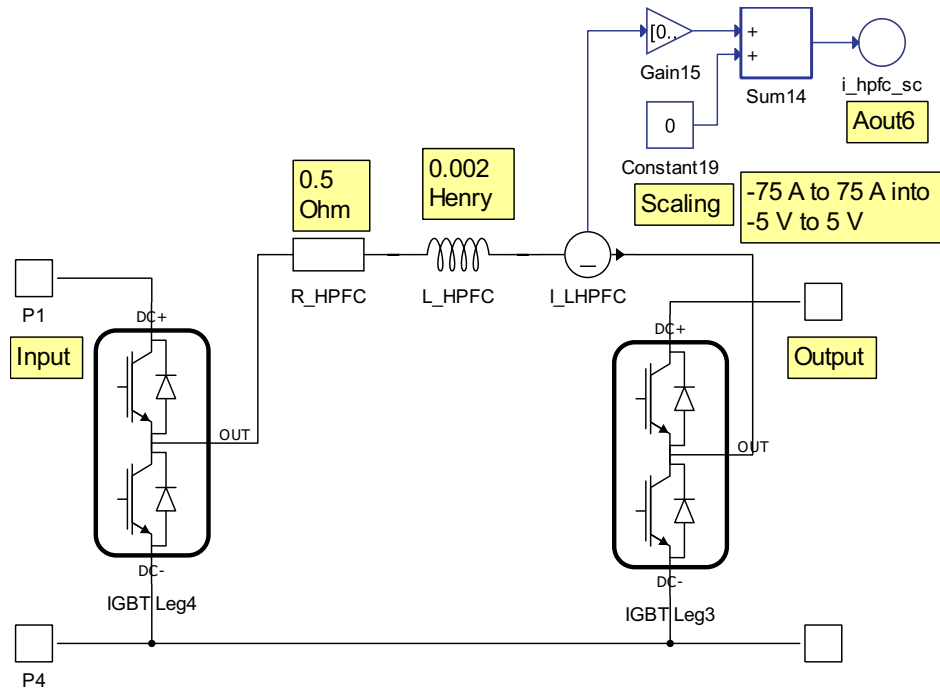 [0..
+
+
Gain15
Sum14
i_hpfc_sc
Aout6
0
Constant19
Scaling
-75 A to 75 A into
-5 V to 5 V
0.5
Ohm
0.002
Henry
R_HPFC
L_HPFC
I_LHPFC
P1
Input
DC+
OUT
DC-
IGBT Leg4
DC+
Output
OUT
DC-
IGBT Leg3
P4